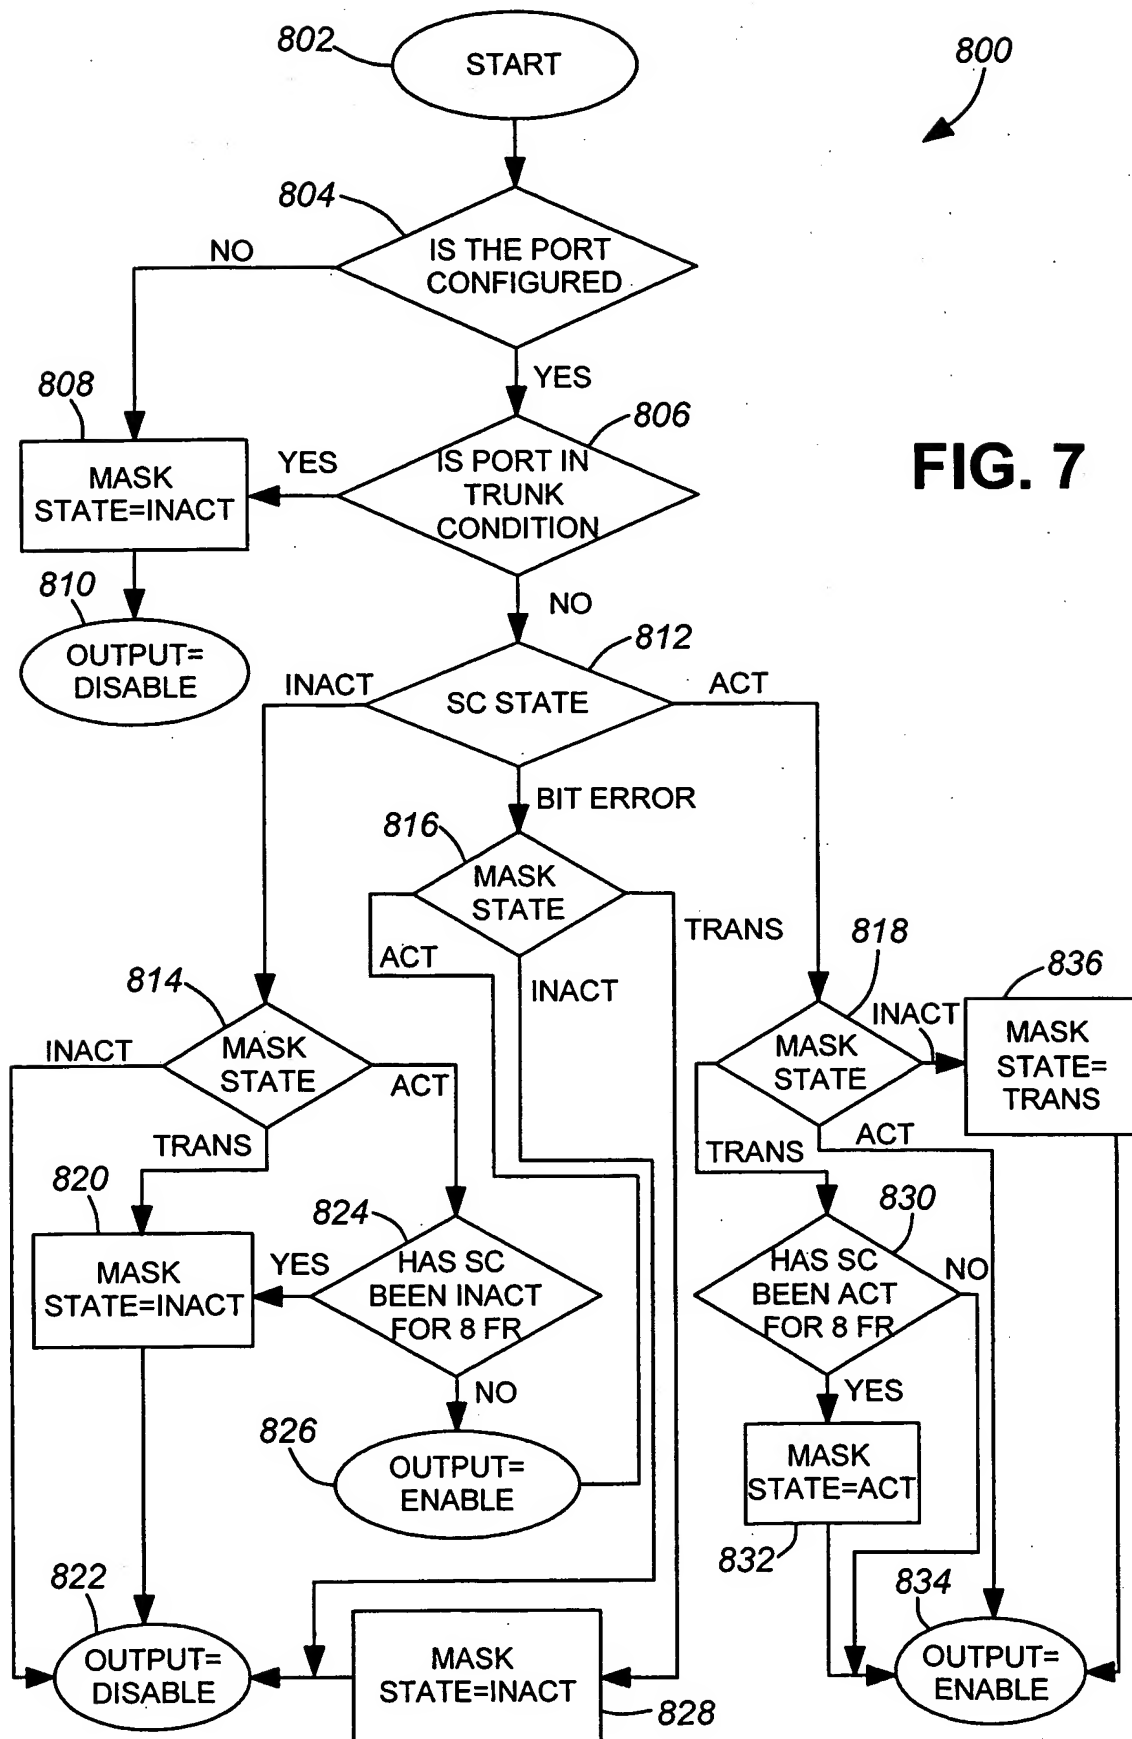 802
START
800
804
IS THE PORT
CONFIGURED
NO
YES
808
806
MASK
STATE=INACT
YES
IS PORT IN
TRUNK
CONDITION
FIG. 7
810
NO
OUTPUT=
DISABLE
812
INACT
SC STATE
ACT
BIT ERROR
816
MASK
STATE
TRANS
ACT
INACT
814
818
836
INACT
MASK
STATE
ACT
MASK
STATE
INACT
MASK
STATE=
TRANS
TRANS
TRANS
ACT
820
824
830
MASK
STATE=INACT
YES
HAS SC
BEEN INACT
FOR 8 FR
HAS SC
BEEN ACT
FOR 8 FR
NO
NO
YES
826
OUTPUT=
ENABLE
MASK
STATE=ACT
832
822
834
OUTPUT=
DISABLE
MASK
STATE=INACT
828
OUTPUT=
ENABLE